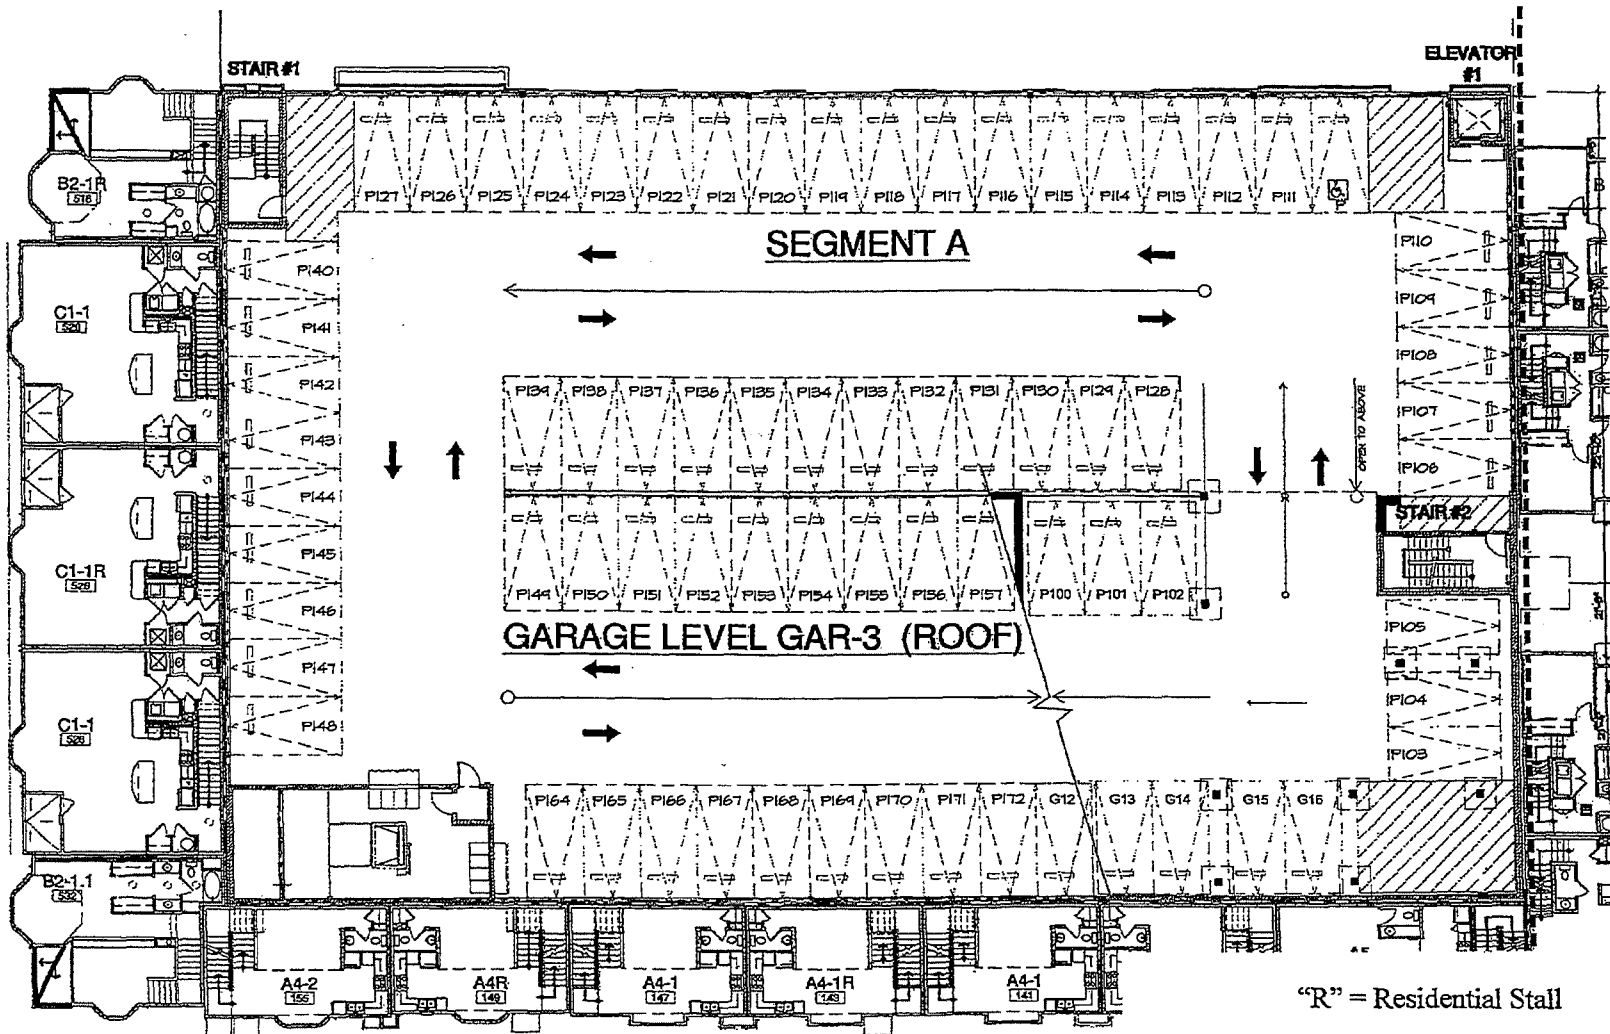 STAIR #1
ELEVATOR
#1
B2-1R
516
P127 P126 P125 P124 P123 P122 P121 P120 P119 P118 P117 P116 P115 P114 P113 P112 P111
SEGMENT A
P140
P110
C1-1
P141
P109
P142
P108
P139 P138 P137 P136 P135 P134 P133 P132 P131 P130 P129 P128
OPEN TO ABOVE
P107
P143
P106
P144
STAIR #2
P145
C1-1R
P146
P149 P150 P151 P152 P153 P154 P155 P156 P157 P100 P101 P102
P105
GARAGE LEVEL GAR-3 (ROOF)
P147
P104
C1-1
P148
P103
P164 P165 P166 P167 P168 P169 P170 P171 P172 G12 G13 G14 G15 G16
B2-1.1
532
A4-2
155
A4R
149
A4-1
147
A4-1R
143
A4-1
141
"R" = Residential Stall